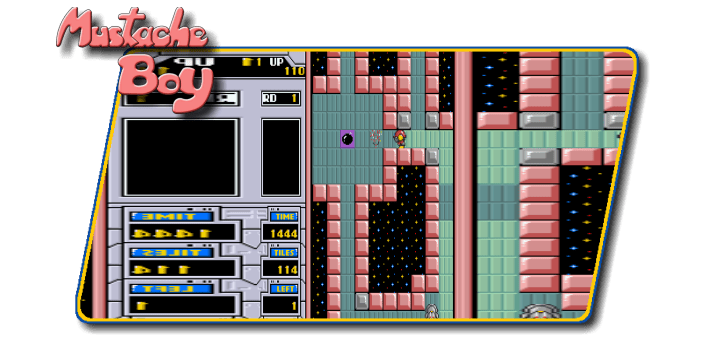 Mustache
Boy
1 UP
110
RD 1
TIME
1444
TILES
114
LEFT
1